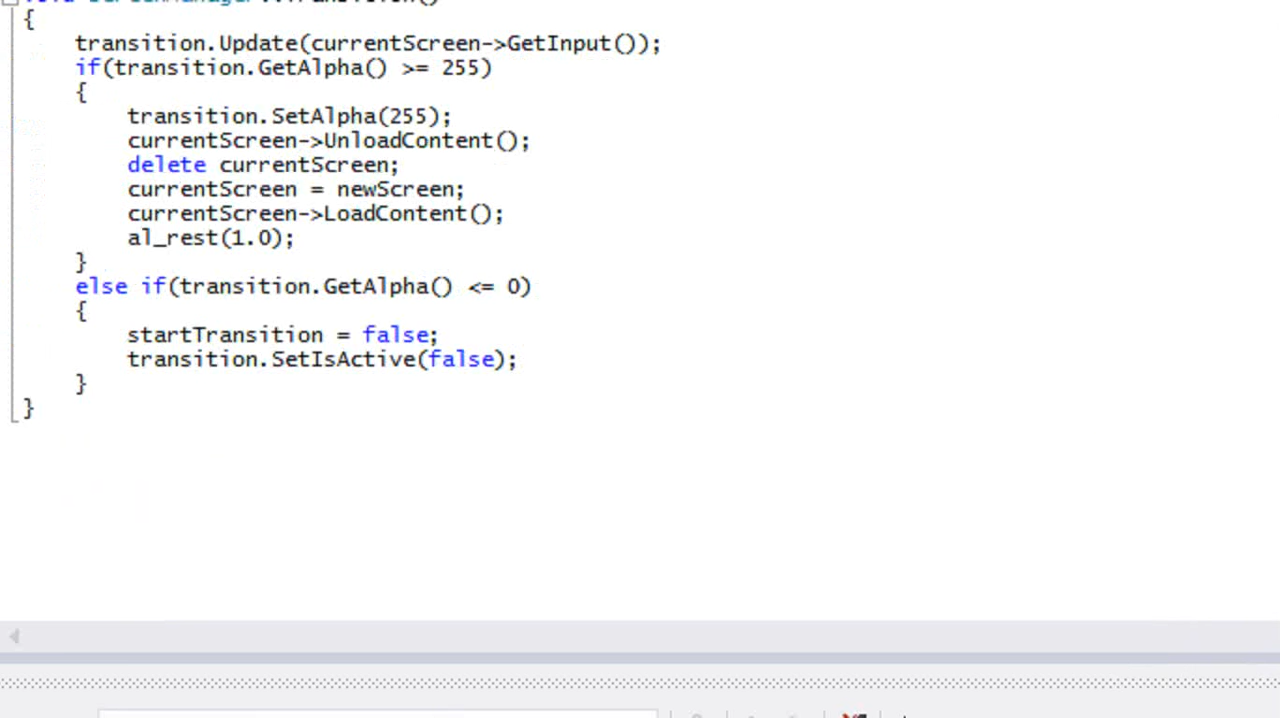 {
transition.Update(currentScreen->GetInput());
if(transition.GetAlpha() >= 255)
{
transition.SetAlpha(255);
currentScreen->UnloadContent();
delete currentScreen;
currentScreen = newScreen;
currentScreen->LoadContent();
al_rest(1.0);
}
else if(transition.GetAlpha() <= 0)
{
startTransition = false;
transition.SetIsActive(false);
}
}